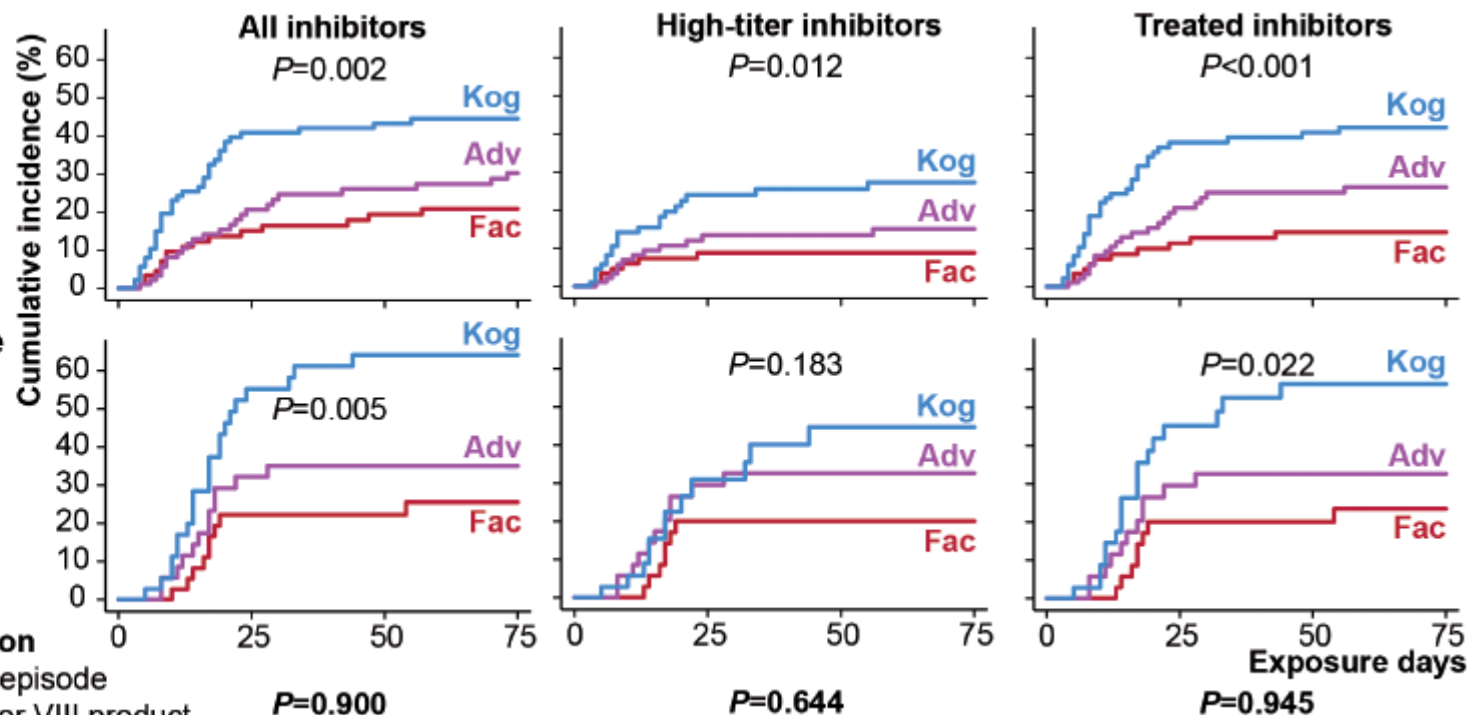 All inhibitors High-titer inhibitors Treated inhibitors
P=0.002 P=0.012 P<0.001
Cumulative incidence (%)
60
50
40
30
20
10
0
Kog
Adv
Fac
Kog
Adv
Fac
Kog
Adv
Fac
60
50
40
30
20
10
0
P=0.005 P=0.183 P=0.022
Kog
Adv
Fac
Kog
Adv
Fac
Kog
Adv
Fac
0 25 50 75 0 25 50 75 0 25 50 75
Exposure days
on
episode
VIII product
P=0.900 P=0.644 P=0.945